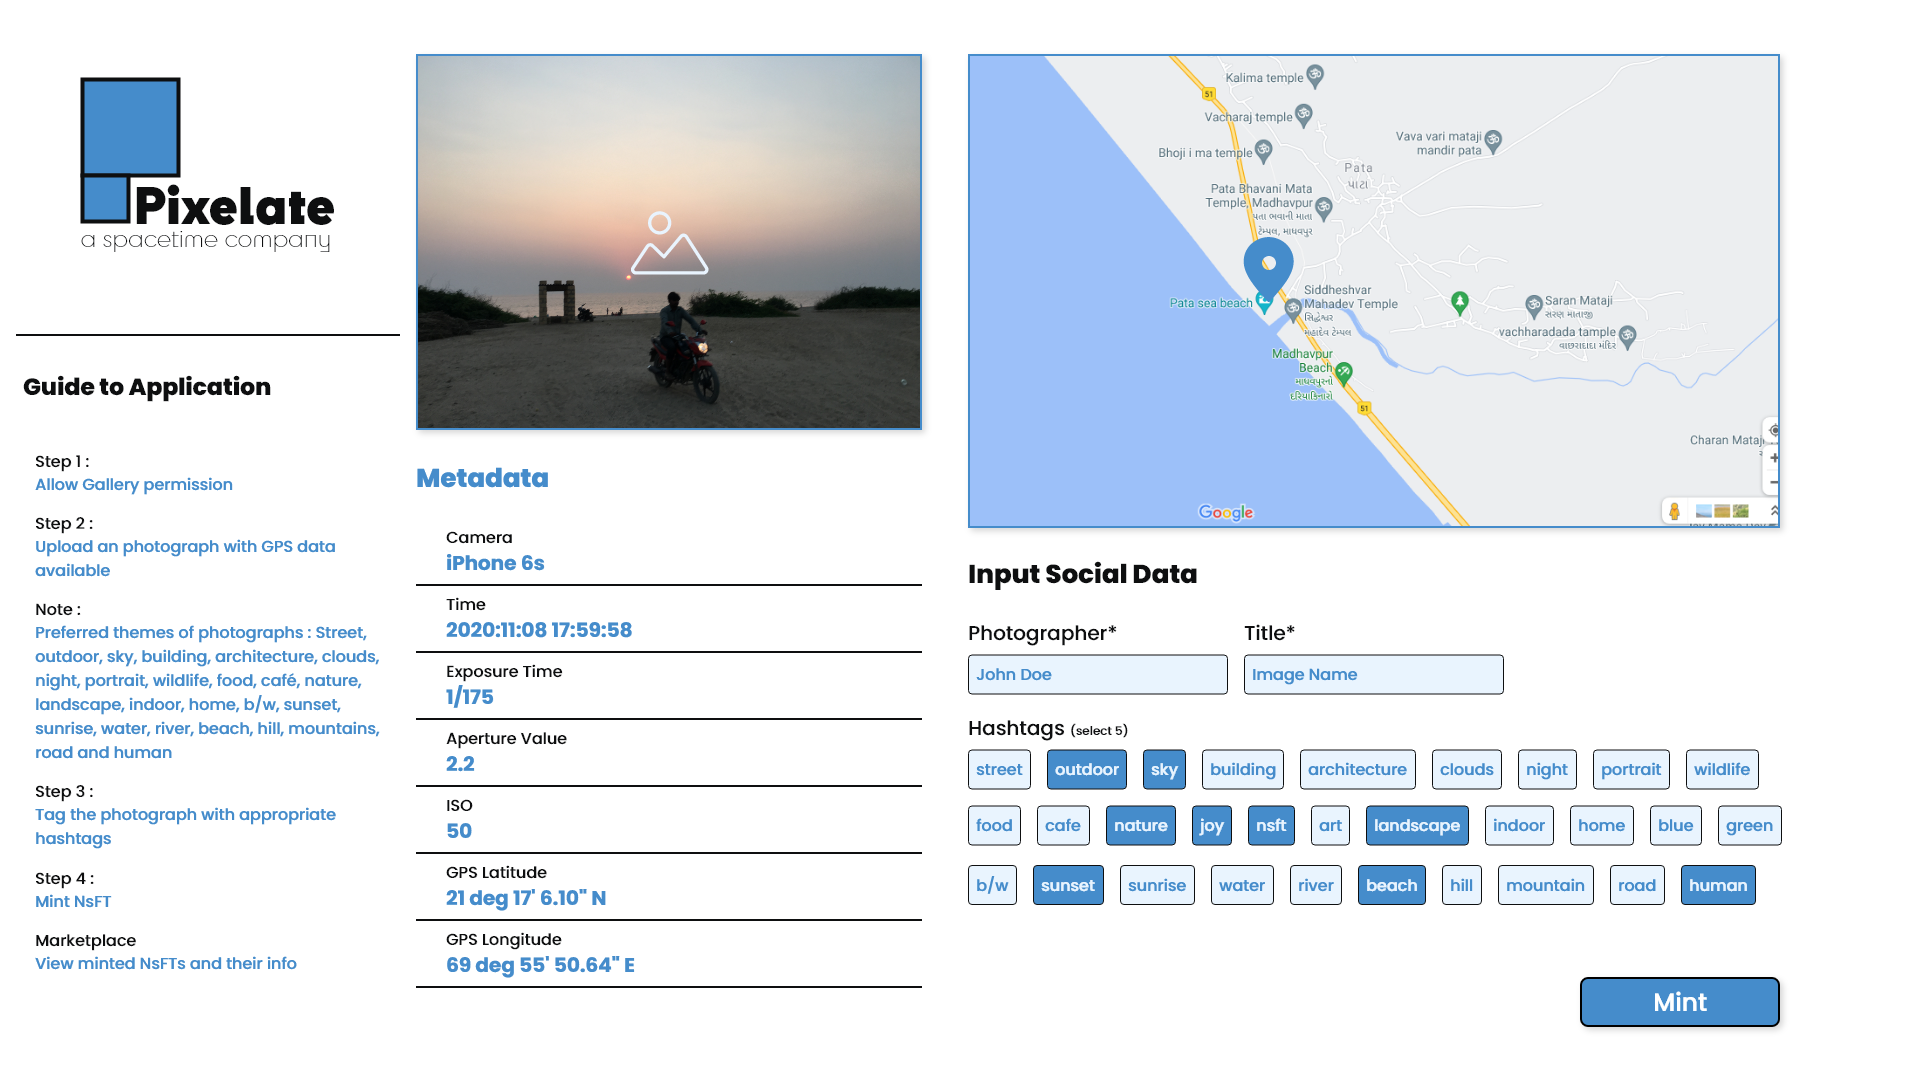 Pixelate
a spacetime company
Guide to Application
Step 1 :
Allow Gallery permission
Step 2 :
Upload an photograph with GPS data
available
Note :
Preferred themes of photographs : Street,
outdoor, sky, building, architecture, clouds,
night, portrait, wildlife, food, café, nature,
landscape, indoor, home, b/w, sunset,
sunrise, water, river, beach, hill, mountains,
road and human
Step 3 :
Tag the photograph with appropriate
hashtags
Step 4 :
Mint NsFT
Marketplace
View minted NsFTs and their info
Metadata
Camera
iPhone 6s
Time
2020:11:08 17:59:58
Exposure Time
1/175
Aperture Value
2.2
ISO
50
GPS Latitude
21 deg 17' 6.10" N
GPS Longitude
69 deg 55' 50.64" E
Kalima temple
51
Vacharaj temple
Vava vari mataji
mandir pata
Bhoji i ma temple
Pata
પાટા
Pata Bhavani Mata
Temple, Madhavpur
પતા ભવાની માતા
ટેમ્પલ, માધવપુર
Siddheshvar
Mahadev Temple
સિદ્ધેશ્વર
મહાદેવ ટેમ્પલ
Pata sea beach
Saran Mataji
સરણ માતાજી
vachharadada tample
વાછરાદાદા મંદિર
Madhavpur
Beach
માધવપુરનો
દરિયાકિનારો
51
Charan Mataji
Google
Input Social Data
Photographer* Title*
John Doe Image Name
Hashtags (select 5)
street outdoor sky building architecture clouds night portrait wildlife
food cafe nature joy nsft art landscape indoor home blue green
b/w sunset sunrise water river beach hill mountain road human
Mint